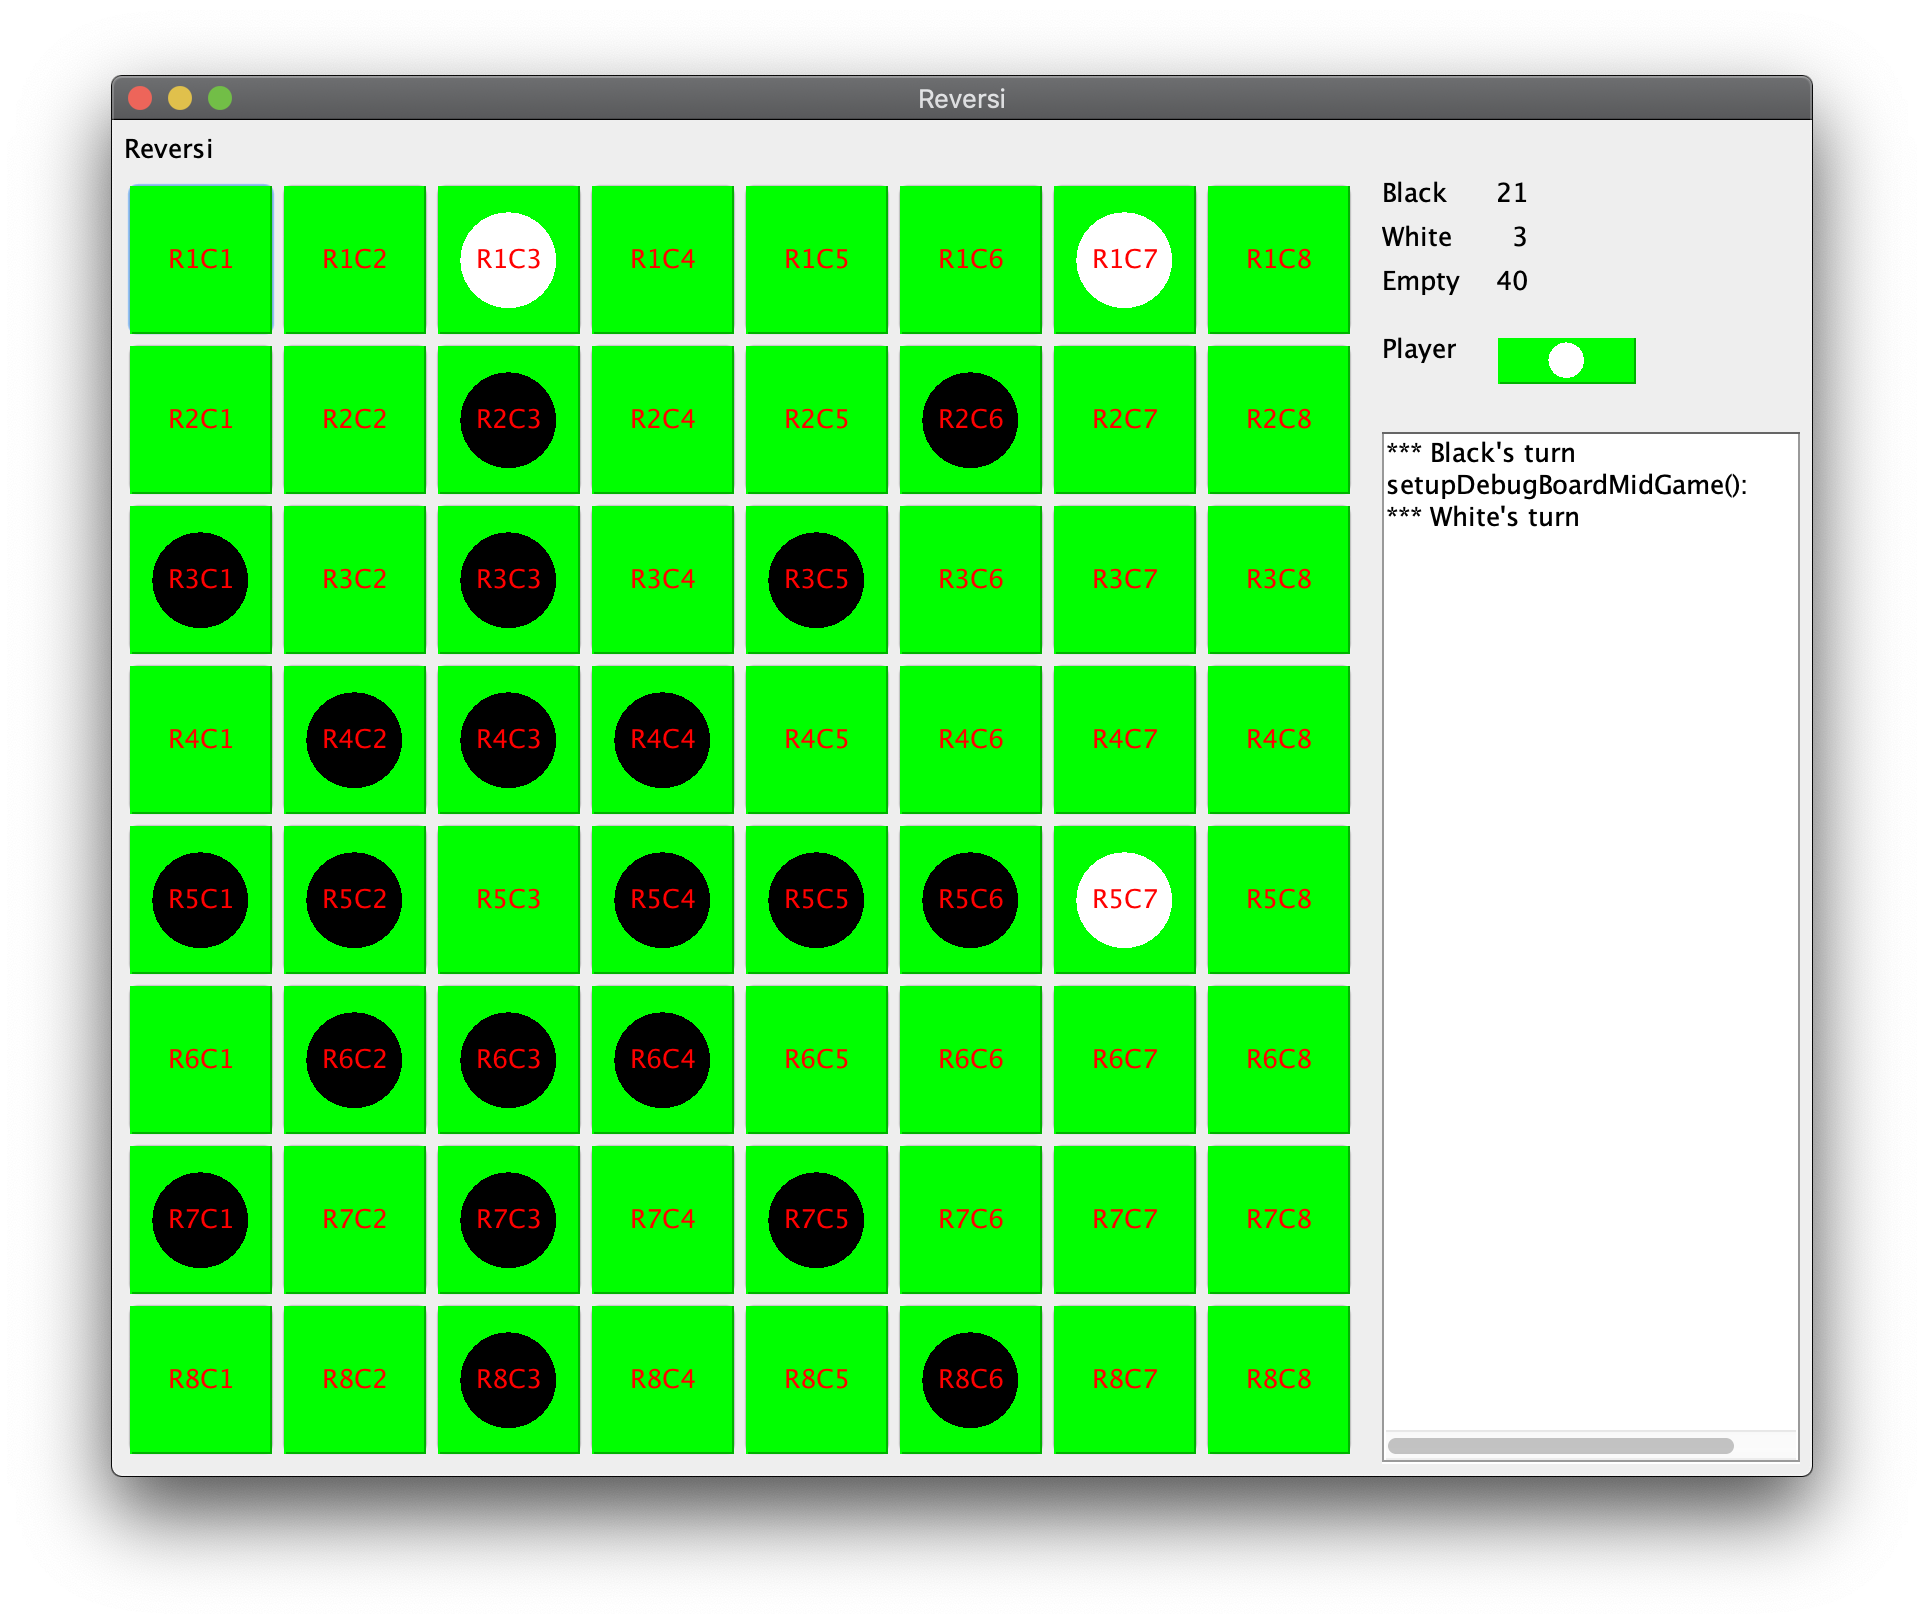 Reversi
Reversi
R1C1 R1C2 R1C3 R1C4 R1C5 R1C6 R1C7 R1C8
R2C1 R2C2 R2C3 R2C4 R2C5 R2C6 R2C7 R2C8
R3C1 R3C2 R3C3 R3C4 R3C5 R3C6 R3C7 R3C8
R4C1 R4C2 R4C3 R4C4 R4C5 R4C6 R4C7 R4C8
R5C1 R5C2 R5C3 R5C4 R5C5 R5C6 R5C7 R5C8
R6C1 R6C2 R6C3 R6C4 R6C5 R6C6 R6C7 R6C8
R7C1 R7C2 R7C3 R7C4 R7C5 R7C6 R7C7 R7C8
R8C1 R8C2 R8C3 R8C4 R8C5 R8C6 R8C7 R8C8
Black 21
White 3
Empty 40
Player
*** Black's turn
setupDebugBoardMidGame():
*** White's turn